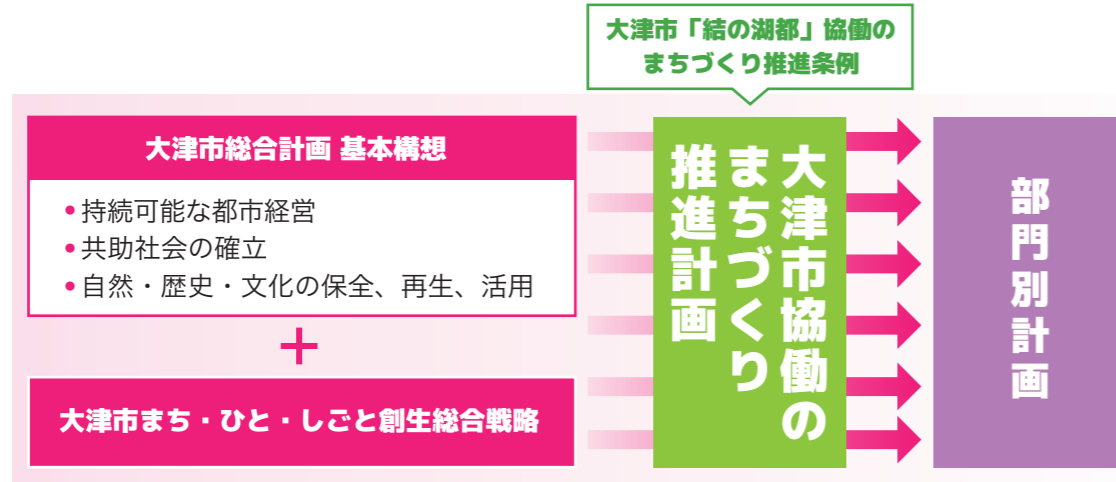 大津市「結の湖都」協働の
まちづくり推進条例
大津市総合計画 基本構想
•持続可能な都市経営
•共助社会の確立
•自然・歴史・文化の保全、再生、活用
+
大津市まち・ひと・しごと創生総合戦略
大津市協働の
まちづくり
推進計画
部門別計画